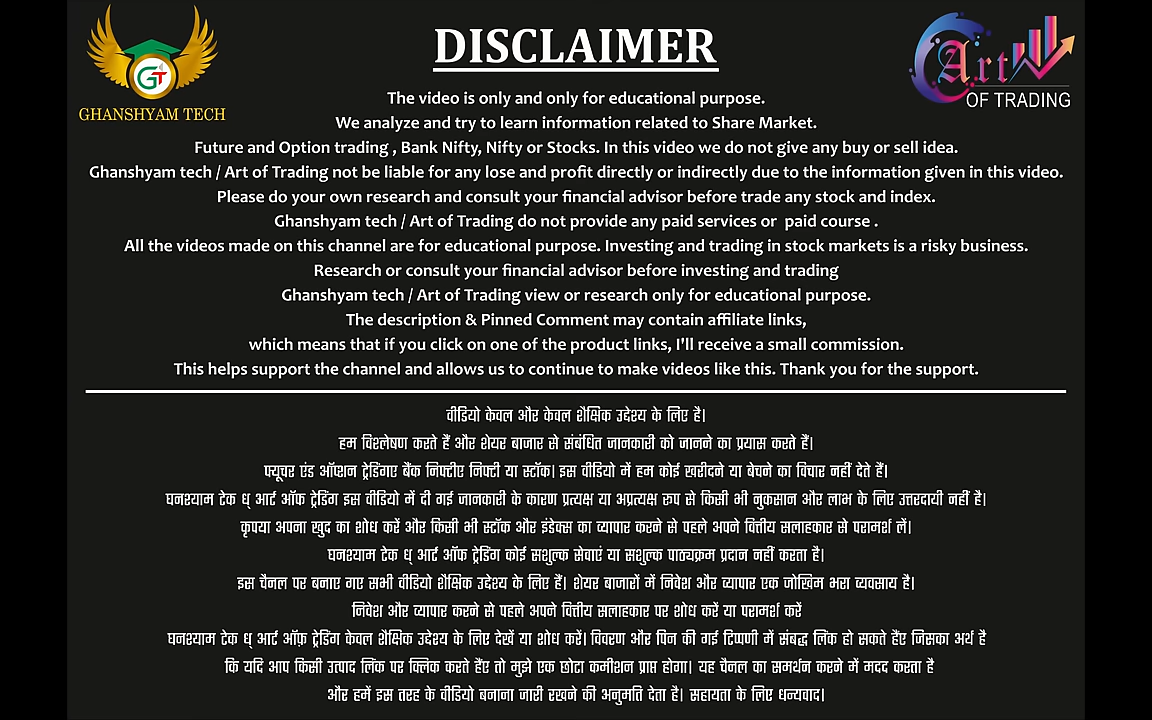 GT
GHANSHYAM TECH
DISCLAIMER
Art
OF TRADING
The video is only and only for educational purpose.
We analyze and try to learn information related to Share Market.
Future and Option trading , Bank Nifty, Nifty or Stocks. In this video we do not give any buy or sell idea.
Ghanshyam tech / Art of Trading not be liable for any lose and profit directly or indirectly due to the information given in this video.
Please do your own research and consult your financial advisor before trade any stock and index.
Ghanshyam tech / Art of Trading do not provide any paid services or  paid course .
All the videos made on this channel are for educational purpose. Investing and trading in stock markets is a risky business.
Research or consult your financial advisor before investing and trading
Ghanshyam tech / Art of Trading view or research only for educational purpose.
The description & Pinned Comment may contain affiliate links,
which means that if you click on one of the product links, I'll receive a small commission.
This helps support the channel and allows us to continue to make videos like this. Thank you for the support.
वीडियो केवल और केवल शैक्षिक उद्देश्य के लिए है।
हम विश्लेषण करते हैं और शेयर बाजार से संबंधित जानकारी को जानने का प्रयास करते हैं।
फ्यूचर एंड ऑप्शन ट्रेडिंगए बैंक निफ्टीए निफ्टी या स्टॉक। इस वीडियो में हम कोई खरीदने या बेचने का विचार नहीं देते हैं।
घनश्याम टेक ध् आर्ट ऑफ ट्रेडिंग इस वीडियो में दी गई जानकारी के कारण प्रत्यक्ष या अप्रत्यक्ष रूप से किसी भी नुकसान और लाभ के लिए उत्तरदायी नहीं है।
कृपया अपना खुद का शोध करें और किसी भी स्टॉक और इंडेक्स का व्यापार करने से पहले अपने वित्तीय सलाहकार से परामर्श लें।
घनश्याम टेक ध् आर्ट ऑफ ट्रेडिंग कोई सशुल्क सेवाएं या सशुल्क पाठ्यक्रम प्रदान नहीं करता है।
इस चैनल पर बनाए गए सभी वीडियो शैक्षिक उद्देश्य के लिए हैं। शेयर बाजारों में निवेश और व्यापार एक जोखिम भरा व्यवसाय है।
निवेश और व्यापार करने से पहले अपने वित्तीय सलाहकार पर शोध करें या परामर्श करें
घनश्याम टेक ध् आर्ट ऑफ़ ट्रेडिंग केवल शैक्षिक उद्देश्य के लिए देखें या शोध करें। विवरण और पिन की गई टिप्पणी में संबद्ध लिंक हो सकते हैंए जिसका अर्थ है
कि यदि आप किसी उत्पाद लिंक पर क्लिक करते हैंए तो मुझे एक छोटा कमीशन प्राप्त होगा। यह चैनल का समर्थन करने में मदद करता है
और हमें इस तरह के वीडियो बनाना जारी रखने की अनुमति देता है। सहायता के लिए धन्यवाद।